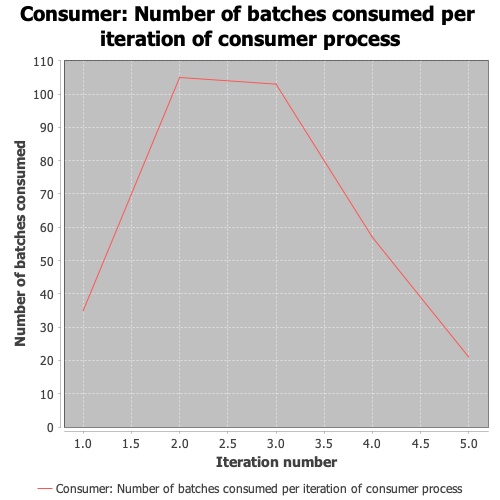 Consumer: Number of batches consumed per
iteration of consumer process
110
100
90
80
70
60
50
40
30
20
10
0
Number of batches consumed
1.0 1.5 2.0 2.5 3.0 3.5 4.0 4.5 5.0
Iteration number
Consumer: Number of batches consumed per iteration of consumer process